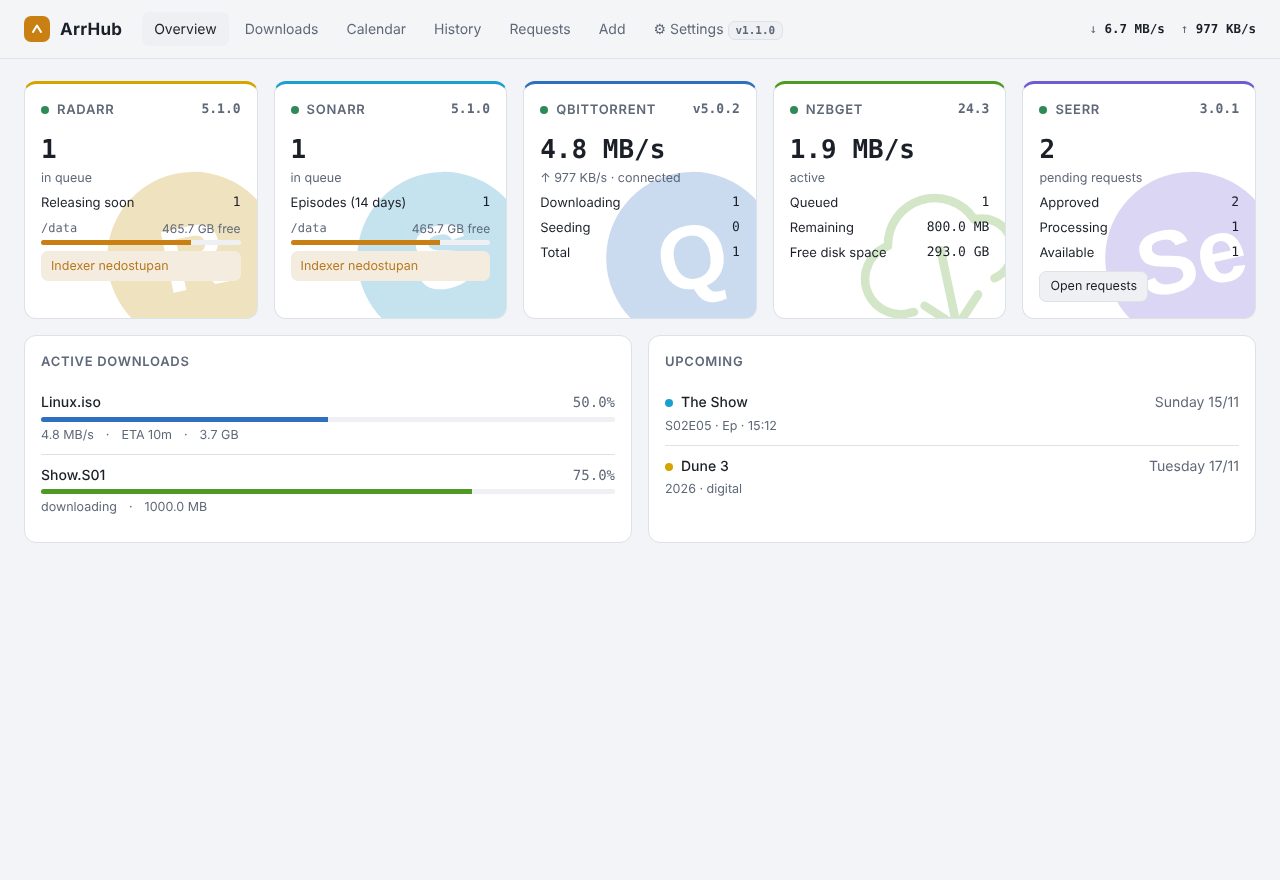 ArrHub Overview Downloads Calendar History Requests Add ⚙ Settings v1.1.0 ↓ 6.7 MB/s ↑ 977 KB/s
RADARR 5.1.0
1
in queue
Releasing soon 1
/data 465.7 GB free
Indexer nedostupan
R
SONARR 5.1.0
1
in queue
Episodes (14 days) 1
/data 465.7 GB free
Indexer nedostupan
S
QBITTORRENT v5.0.2
4.8 MB/s
↑ 977 KB/s · connected
Downloading 1
Seeding 0
Total 1
Q
NZBGET 24.3
1.9 MB/s
active
Queued 1
Remaining 800.0 MB
Free disk space 293.0 GB
SEERR 3.0.1
2
pending requests
Approved 2
Processing 1
Available 1
Open requests
Se
ACTIVE DOWNLOADS
Linux.iso 50.0%
4.8 MB/s · ETA 10m · 3.7 GB
Show.S01 75.0%
downloading · 1000.0 MB
UPCOMING
The Show Sunday 15/11
S02E05 · Ep · 15:12
Dune 3 Tuesday 17/11
2026 · digital